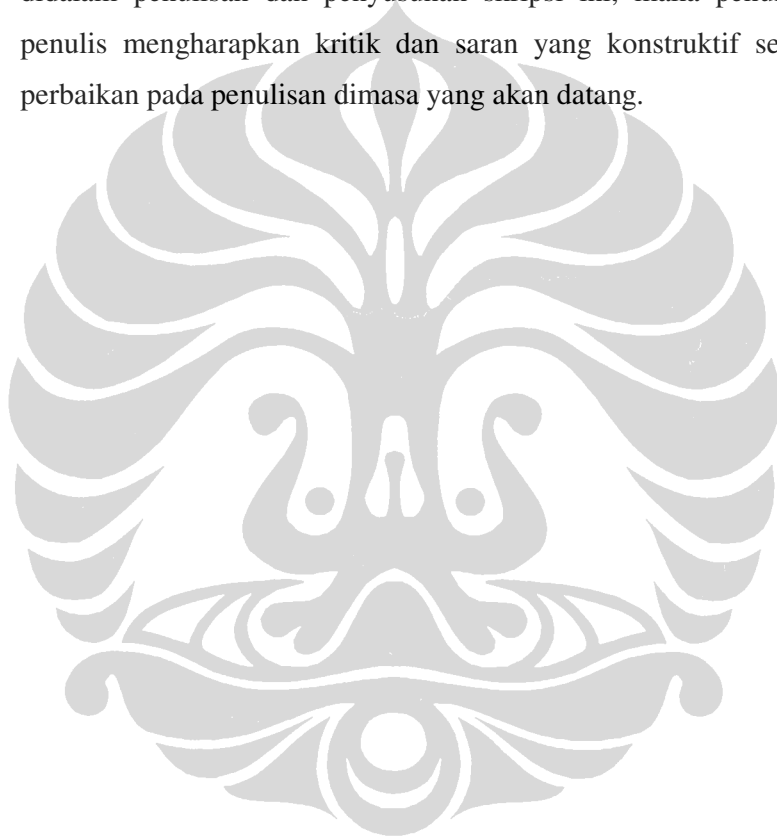 didalam penulisan dan penyusunan skripsi ini, maka
penulis mengharapkan kritik dan saran yang konstruktif
perbaikan pada penulisan dimasa yang akan datang.